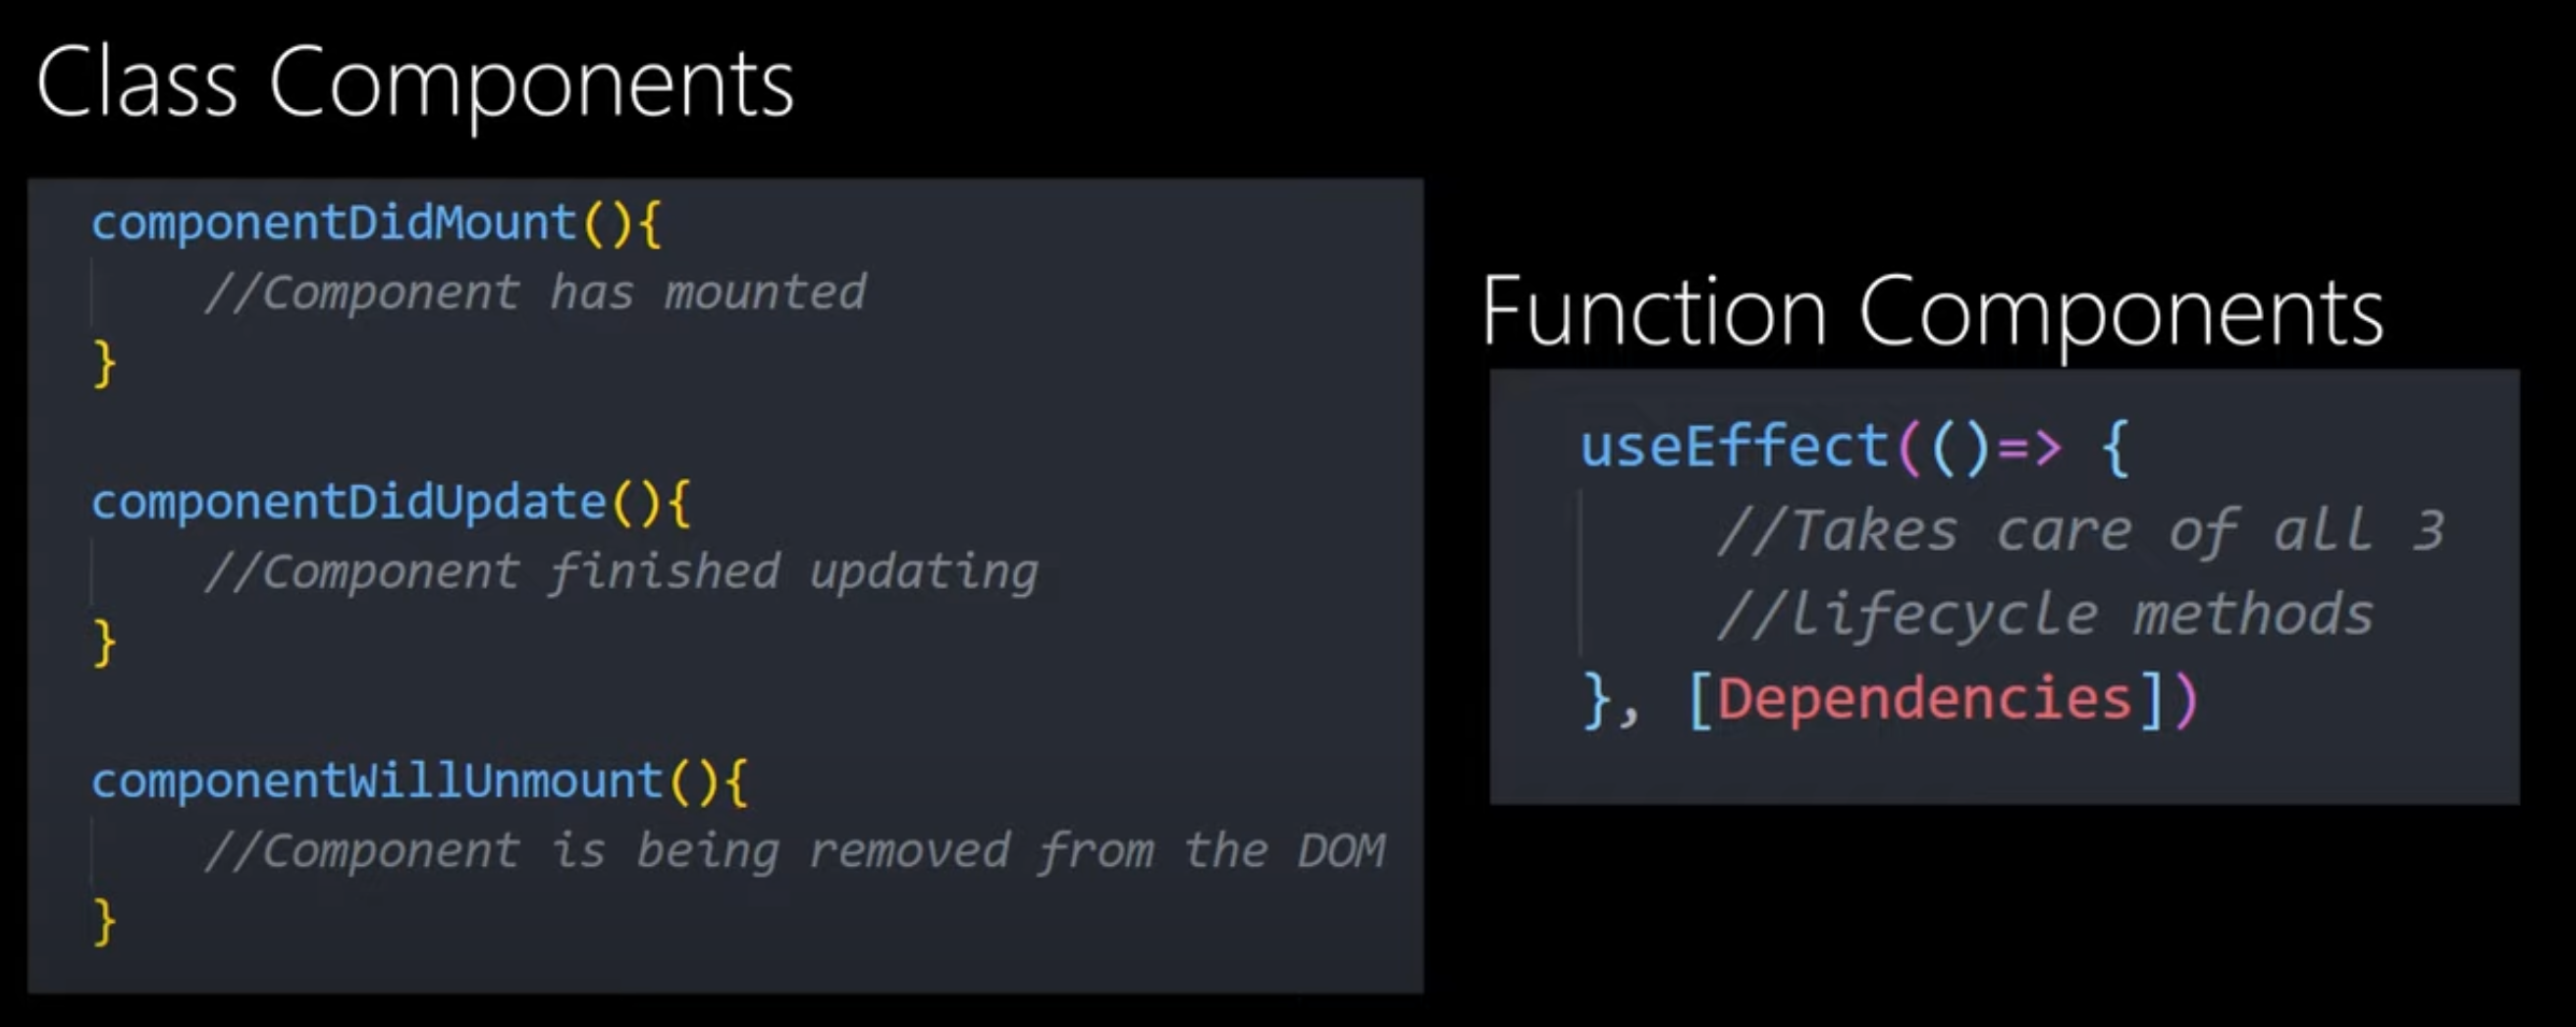 Class Components
componentDidMount(){
//Component has mounted
}
componentDidUpdate(){
//Component finished updating
}
componentWillUnmount(){
//Component is being removed from the DOM
}
Function Components
useEffect(()=> {
//Takes care of all 3
//lifecycle methods
}, [Dependencies])